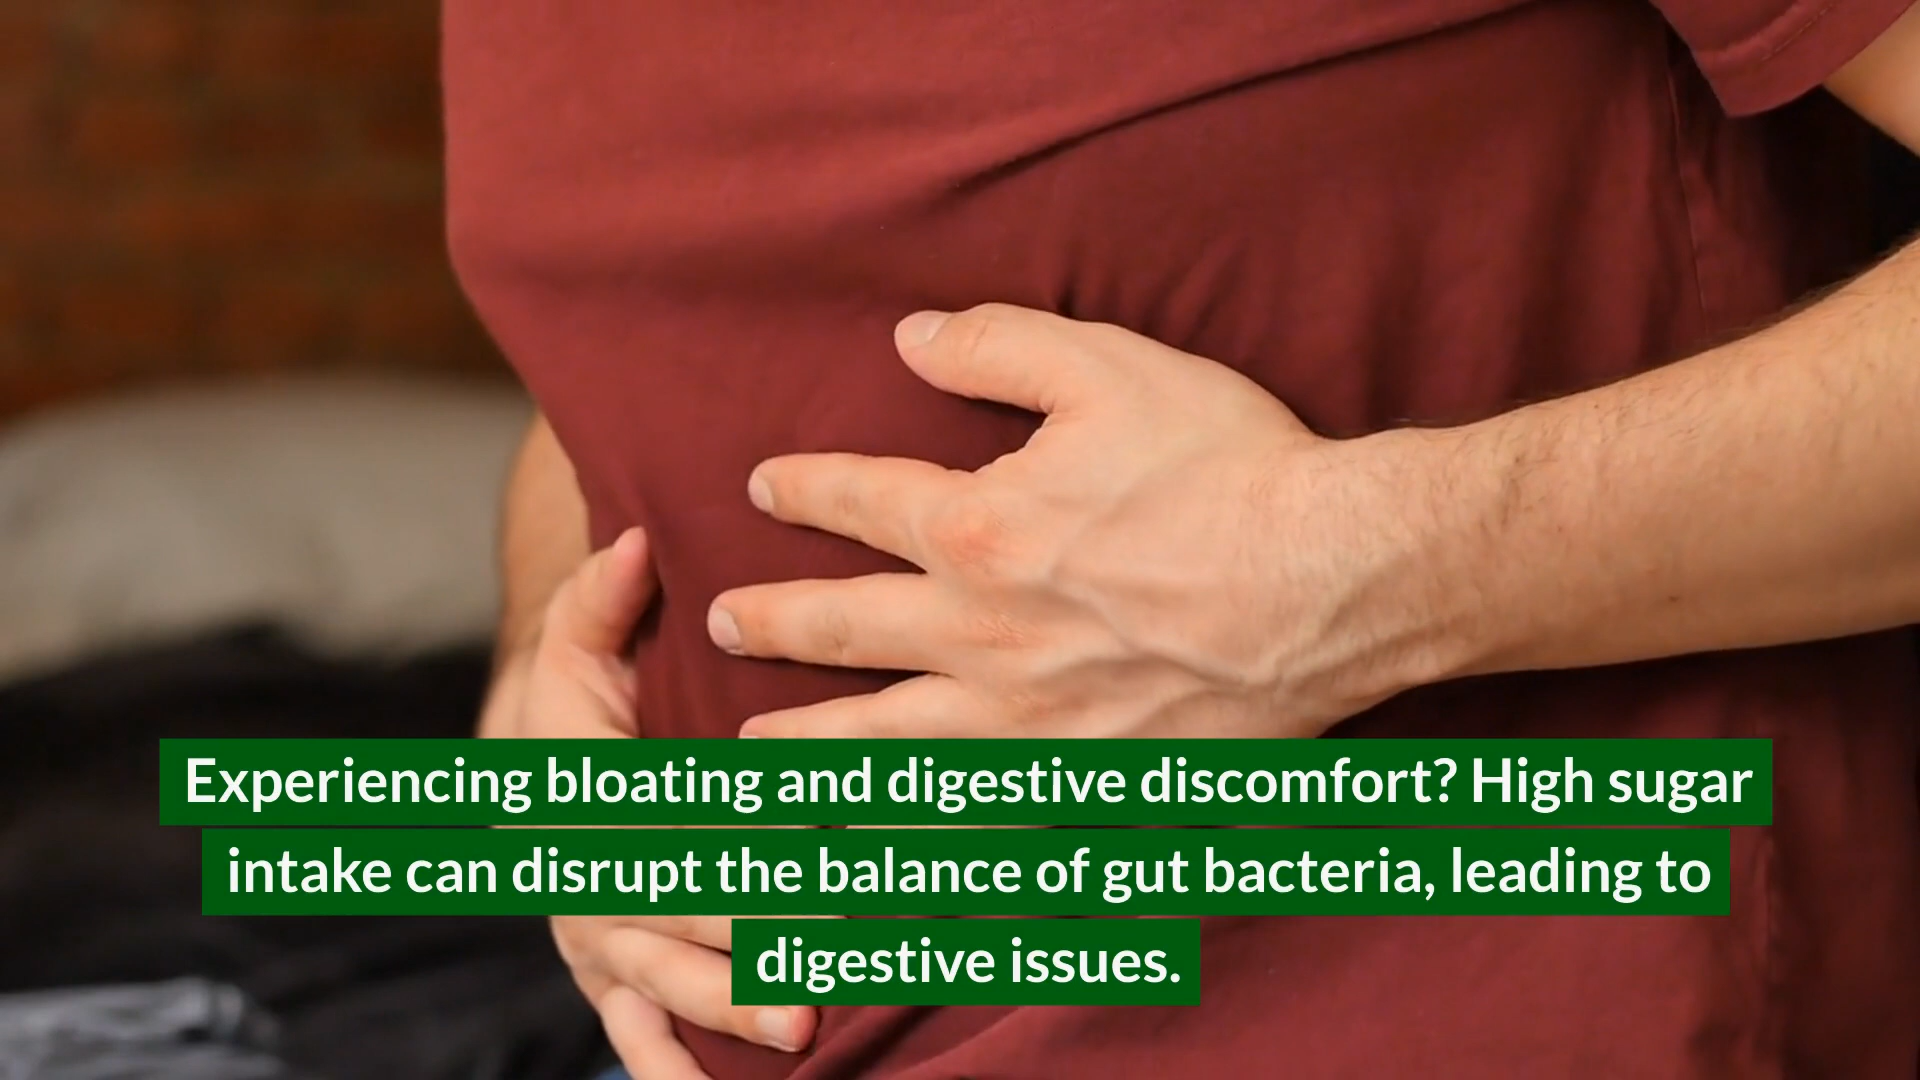 Experiencing bloating and digestive discomfort? High sugar
intake can disrupt the balance of gut bacteria, leading to
digestive issues.